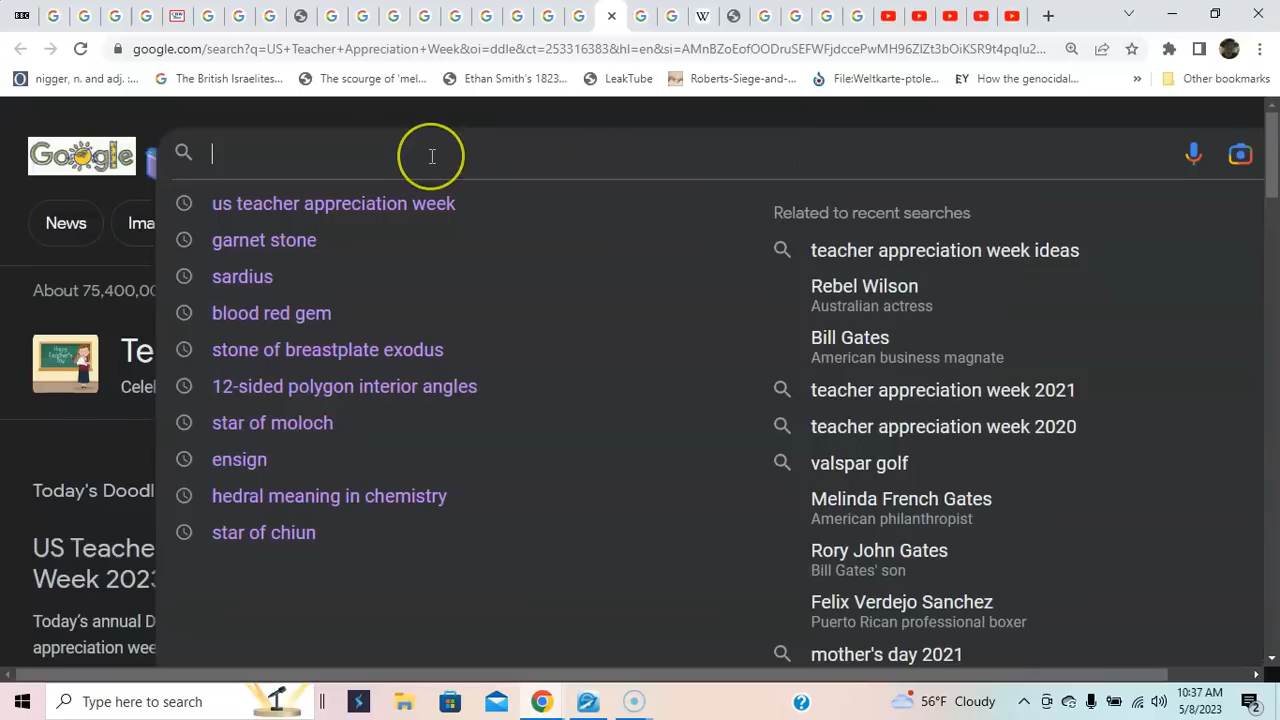 BBC
google.com/search?q=US+Teacher+Appreciation+Week&oi=ddle&ct=253316383&hl=en&si=AMnBZoEofOODruSEFWFjdccePwMH96ZlZt3bOiKSR9t4pqIu2...
nigger, n. and adj. :... The British Israelites... The scourge of 'mel... Ethan Smith's 1823... LeakTube Roberts-Siege-and-... File:Weltkarte-ptole... EY How the genocidal... » Other bookmarks
Google
News Ima
About 75,400,00
Te
Celeb
Today's Doodl
US Teache
Week 2023
Today's annual D
appreciation wee
us teacher appreciation week
garnet stone
sardius
blood red gem
stone of breastplate exodus
12-sided polygon interior angles
star of moloch
ensign
hedral meaning in chemistry
star of chiun
Related to recent searches
teacher appreciation week ideas
Rebel Wilson
Australian actress
Bill Gates
American business magnate
teacher appreciation week 2021
teacher appreciation week 2020
valspar golf
Melinda French Gates
American philanthropist
Rory John Gates
Bill Gates' son
Felix Verdejo Sanchez
Puerto Rican professional boxer
mother's day 2021
Type here to search
56°F Cloudy
10:37 AM
5/8/2023
2